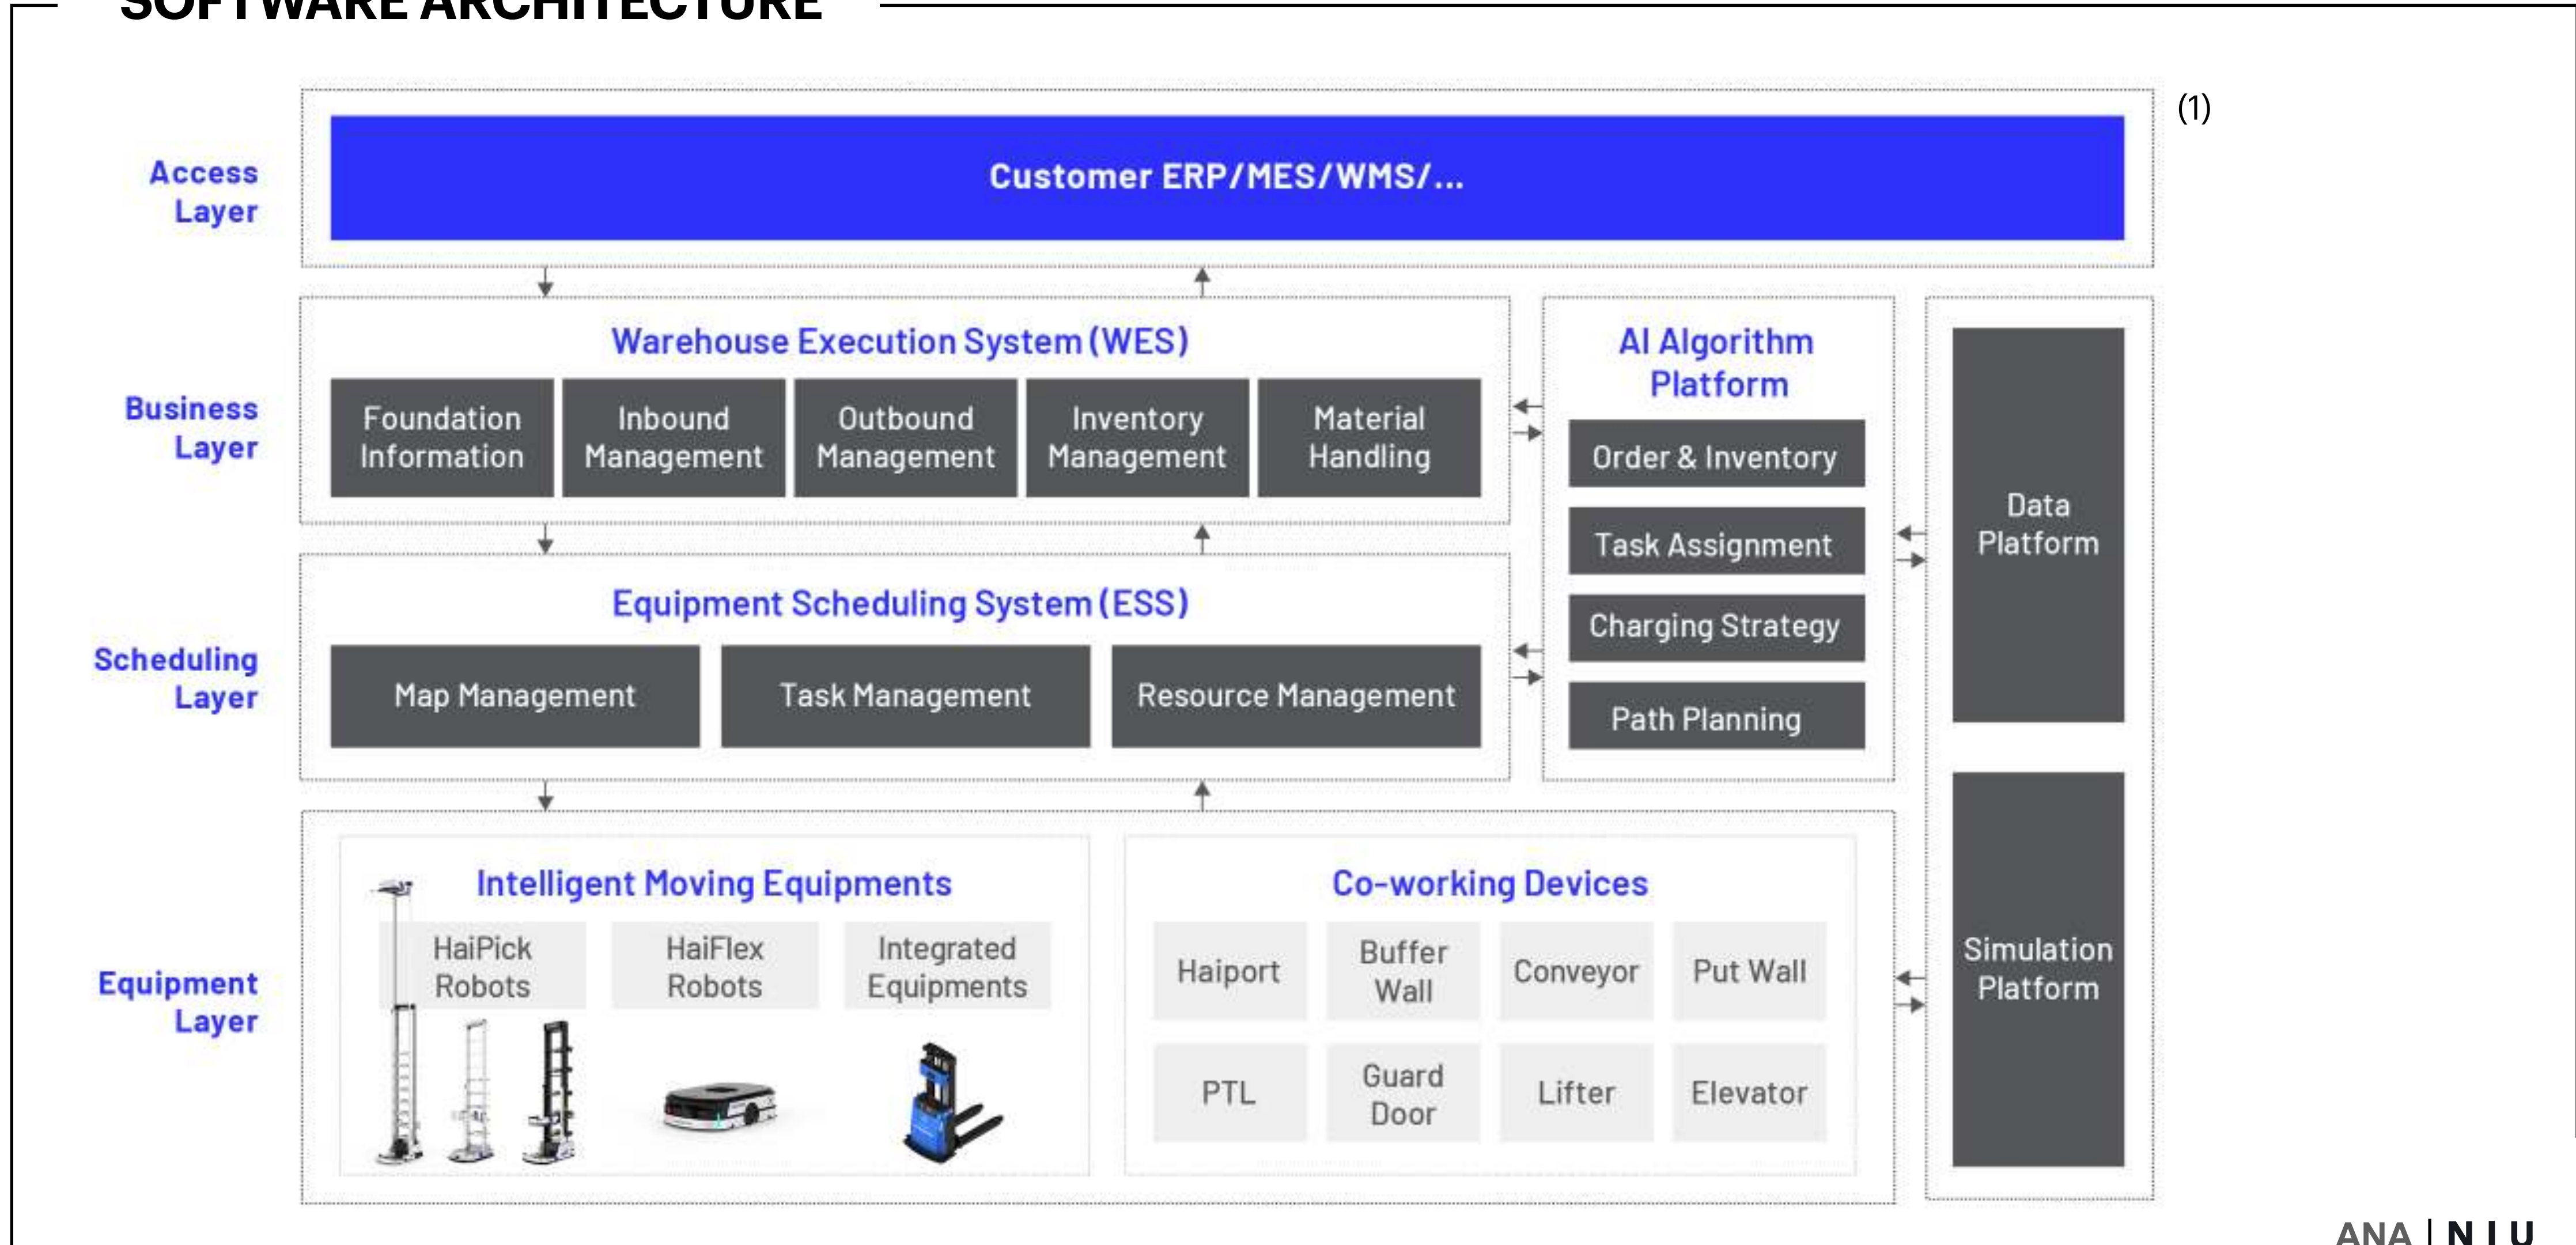 SOFTWARE ARCHITECTURE
(1)
Access
Layer
Customer ERP/MES/WMS/...
Business
Layer
Warehouse Execution System (WES)
Foundation
Information
Inbound
Management
Outbound
Management
Inventory
Management
Material
Handling
AI Algorithm
Platform
Order & Inventory
Task Assignment
Charging Strategy
Path Planning
Data
Platform
Simulation
Platform
Scheduling
Layer
Equipment Scheduling System (ESS)
Map Management
Task Management
Resource Management
Equipment
Layer
Intelligent Moving Equipments
HaiPick
Robots
HaiFlex
Robots
Integrated
Equipments
Co-working Devices
Haiport
Buffer
Wall
Conveyor
Put Wall
PTL
Guard
Door
Lifter
Elevator
ANA | NIU